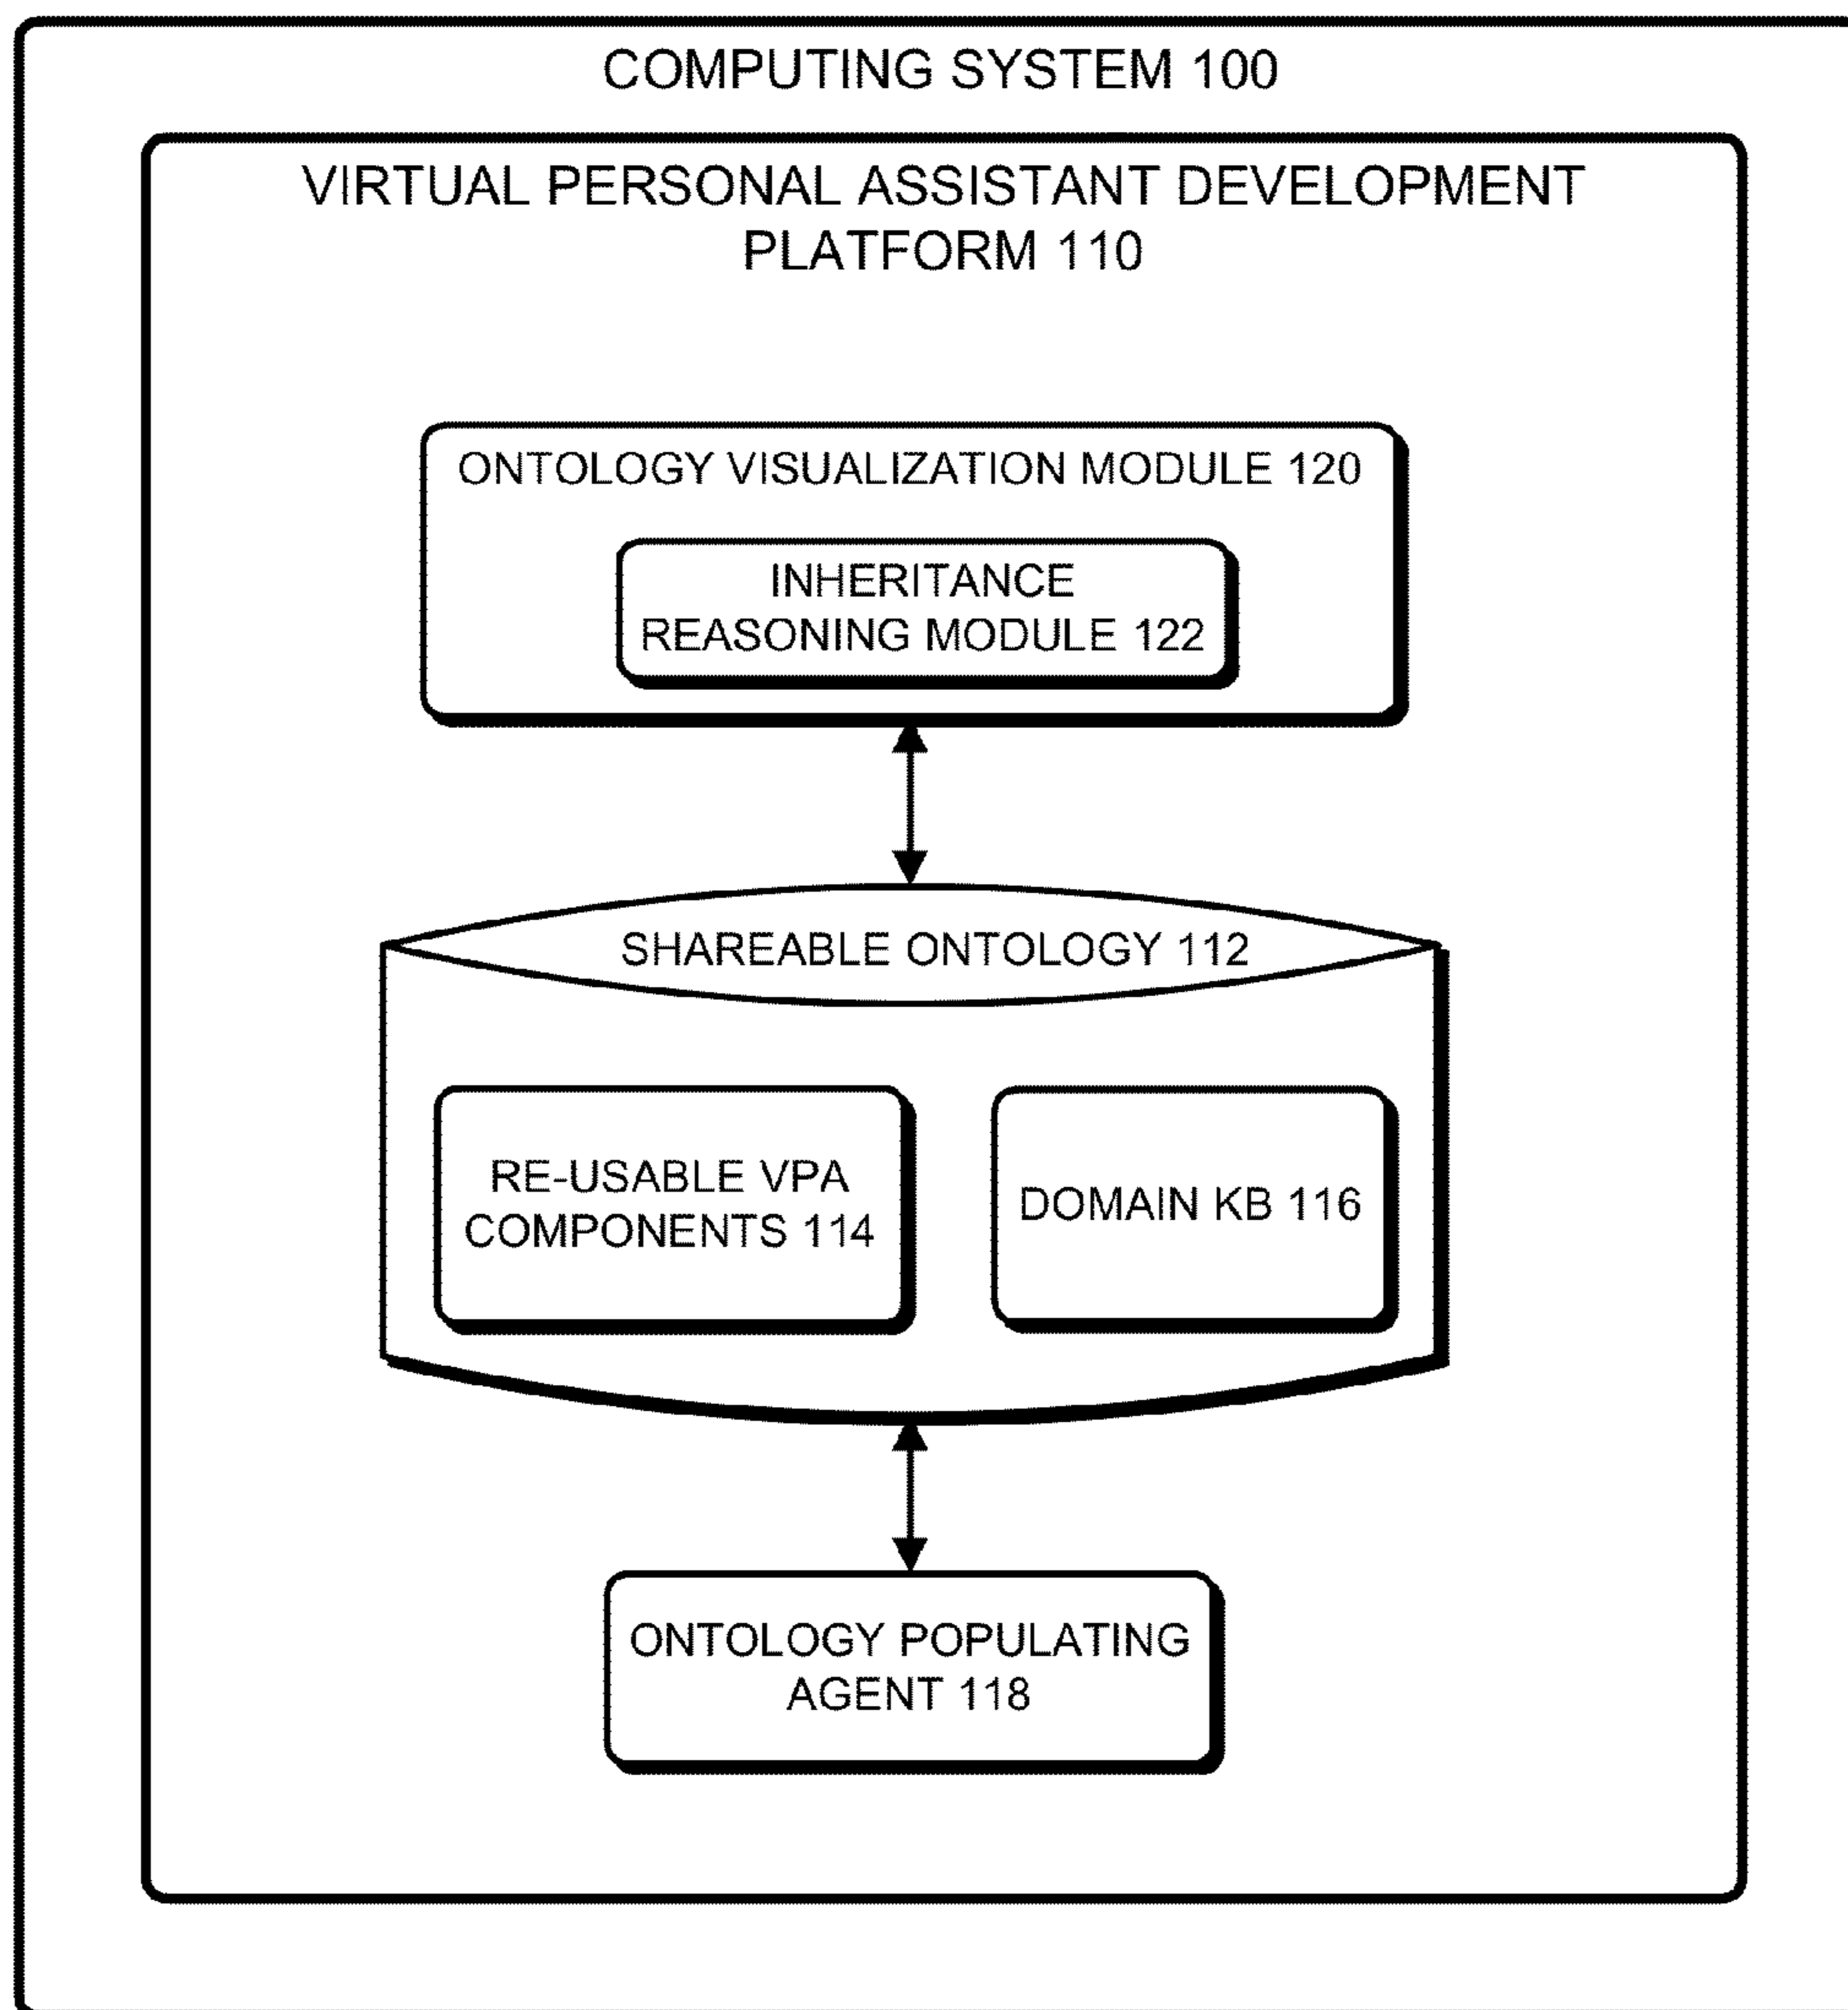 COMPUTING SYSTEM 100
VIRTUAL PERSONAL ASSISTANT DEVELOPMENT
PLATFORM 110
ONTOLOGY VISUALIZATION MODULE 120
INHERITANCE
REASONING MODULE 122
SHAREABLE ONTOLOGY 112
RE-USABLE VPA
COMPONENTS 114
DOMAIN KB 116
ONTOLOGY POPULATING
AGENT 118